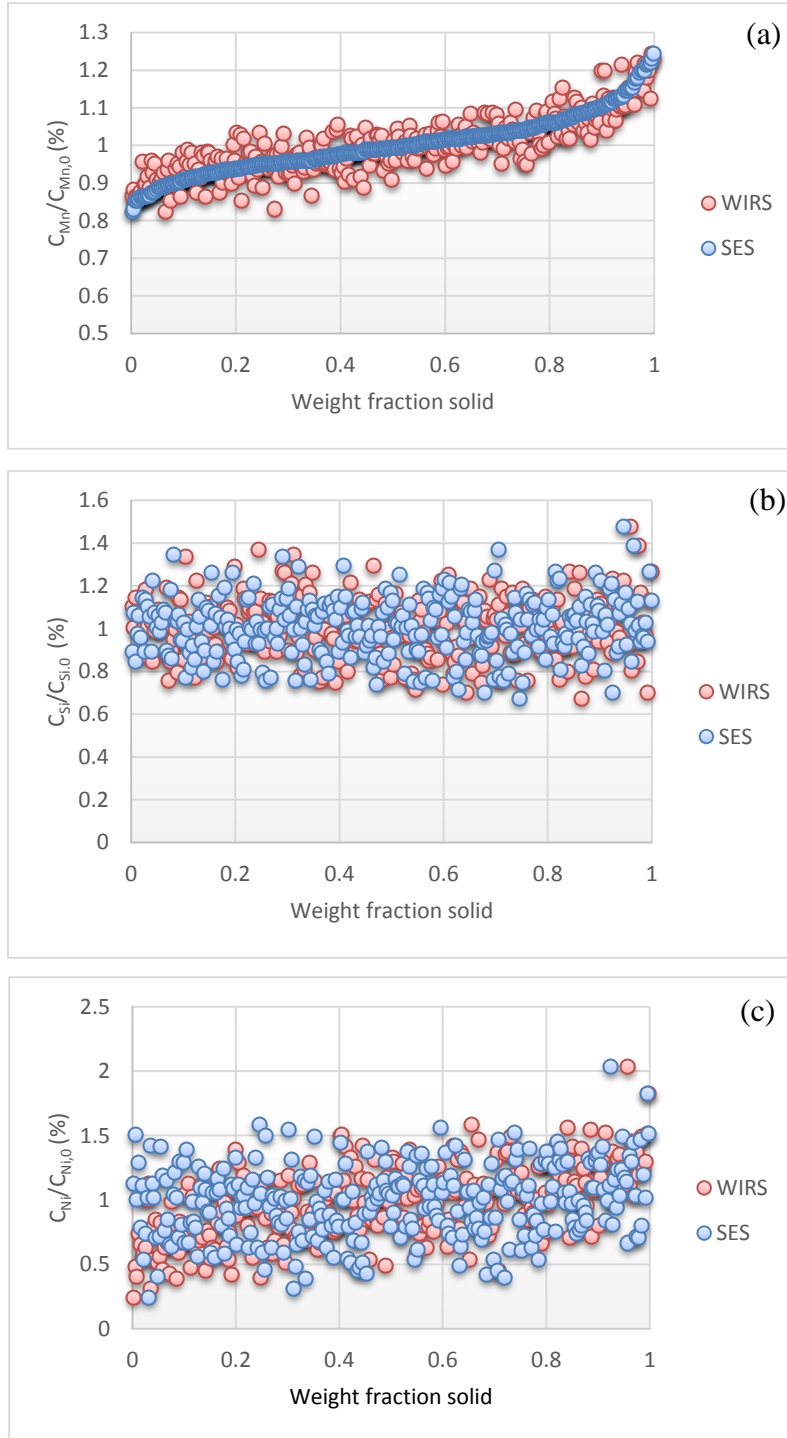 (a)
1.3
1.2
1.1
1
0.9
0.8
0.7
0.6
0.5
C_Mn/C_Mn,0 (%)
0 0.2 0.4 0.6 0.8 1
Weight fraction solid
WIRS
SES
(b)
1.6
1.4
1.2
1
0.8
0.6
0.4
0.2
0
C_Si/C_Si,0 (%)
0 0.2 0.4 0.6 0.8 1
Weight fraction solid
WIRS
SES
(c)
2.5
2
1.5
1
0.5
0
C_Ni/C_Ni,0 (%)
0 0.2 0.4 0.6 0.8 1
Weight fraction solid
WIRS
SES